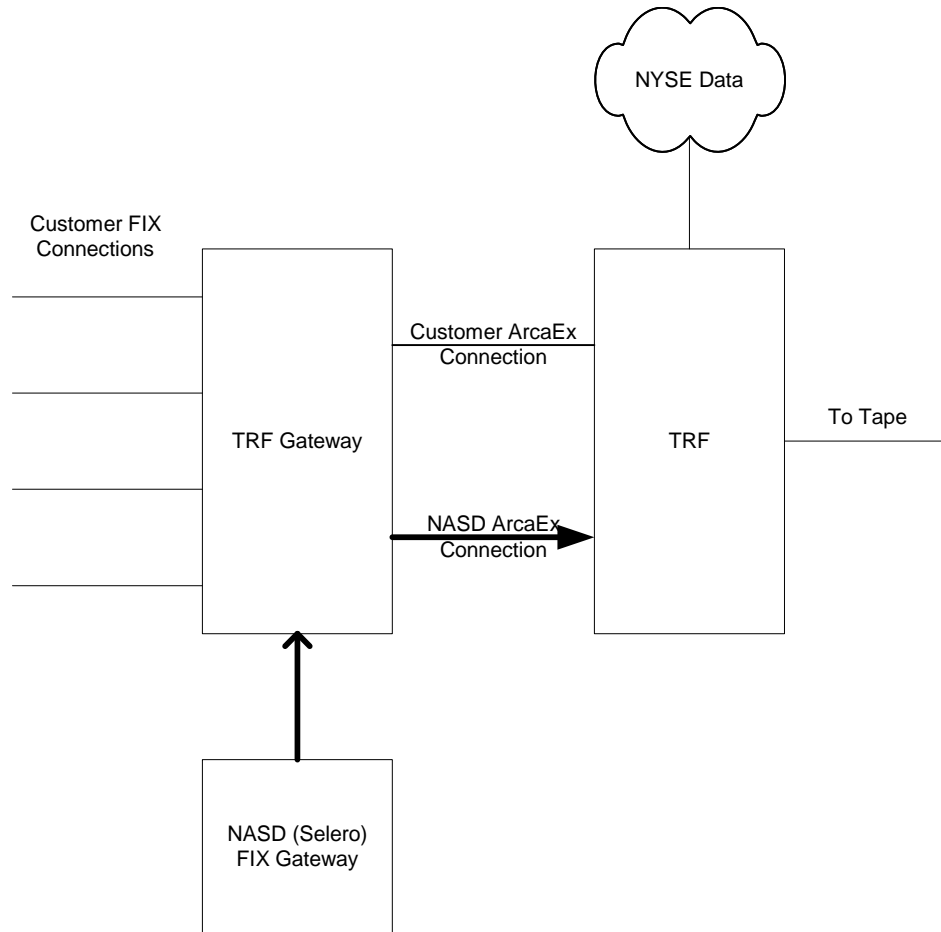 NYSE Data
Customer FIX
Connections
Customer ArcaEx
Connection
TRF Gateway
TRF
To Tape
NASD ArcaEx
Connection
NASD (Selero)
FIX Gateway